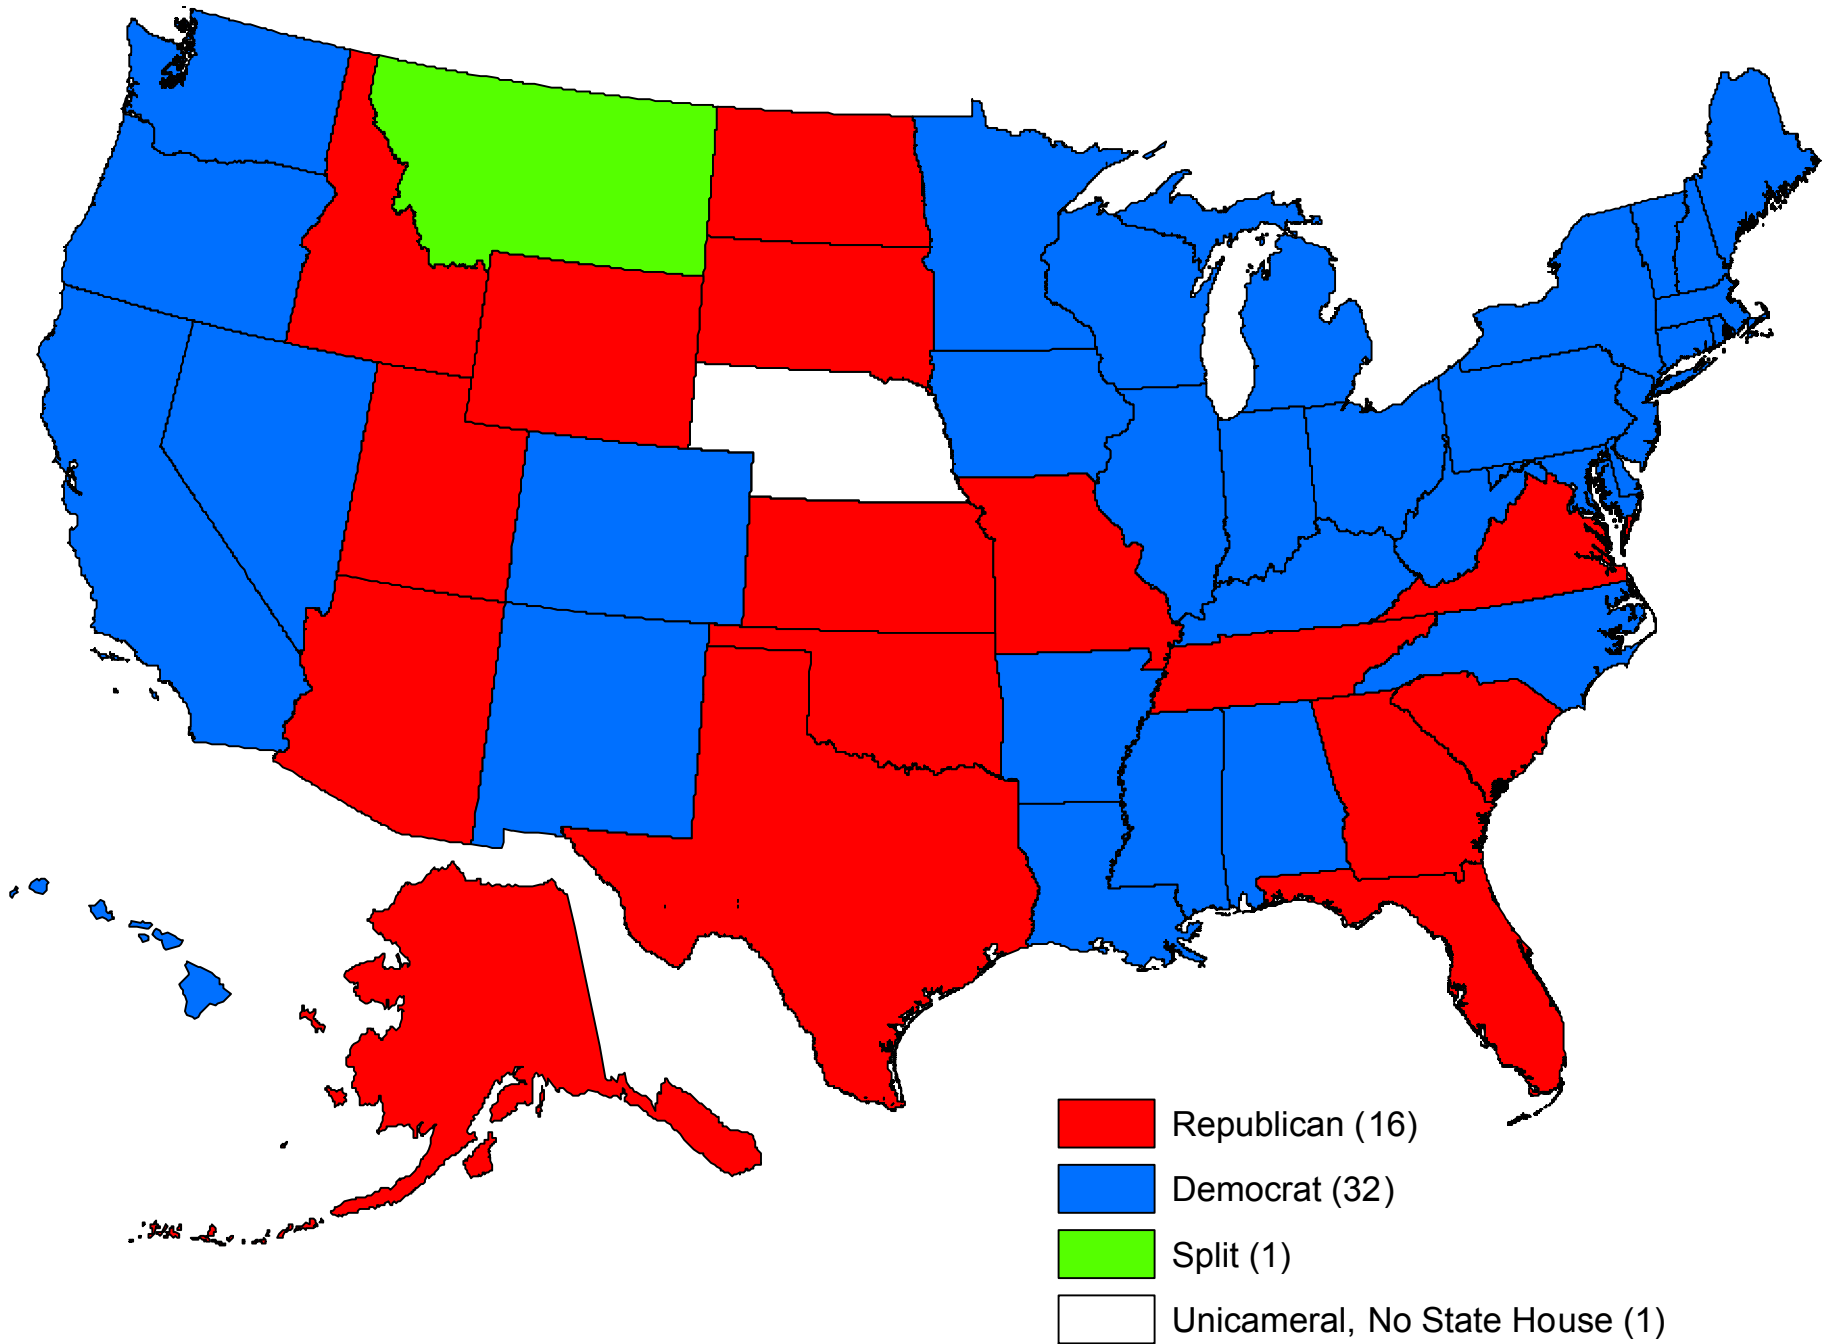 Republican (16)
Democrat (32)
Split (1)
Unicameral, No State House (1)